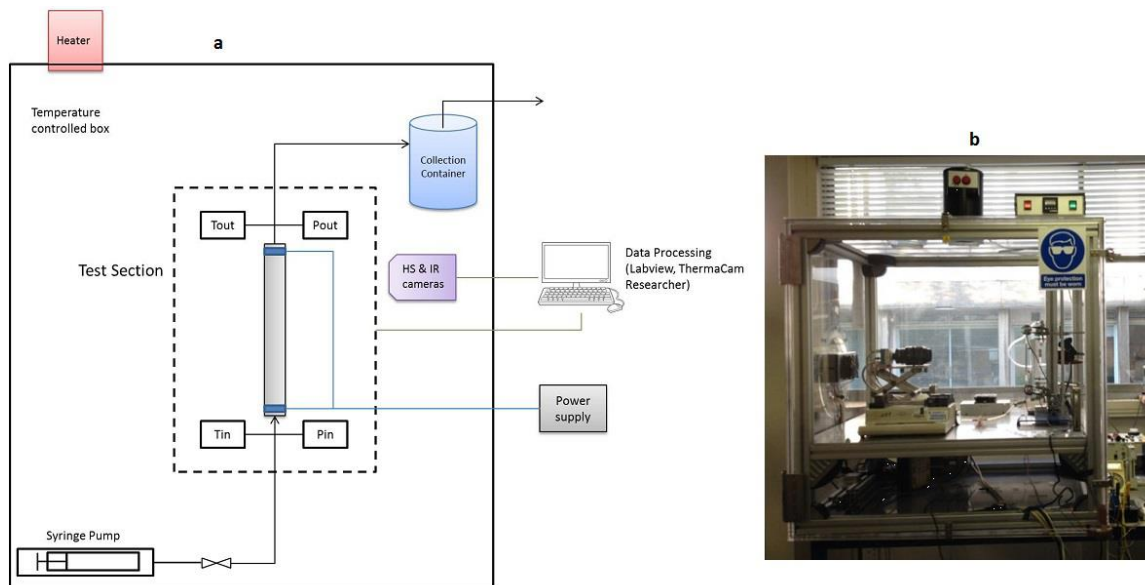 Heater
a
Temperature
controlled box
Collection
Container
Tout
Pout
Test Section
HS & IR
cameras
Data Processing
(Labview, ThermaCam
Researcher)
Power
supply
Tin
Pin
Syringe Pump
b
Eye protection
must be worn